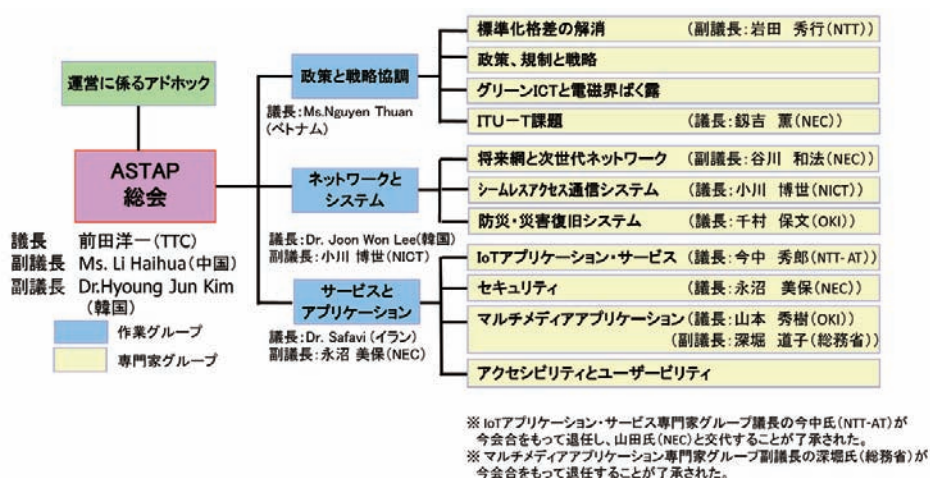 運営に係るアドホック
ASTAP
総会
議長 前田洋一(TTC)
副議長 Ms. Li Haihua(中国)
副議長 Dr.Hyoung Jun Kim
(韓国)
作業グループ
専門家グループ
政策と戦略協調
議長:Ms.Nguyen Thuan
(ベトナム)
標準化格差の解消 (副議長:岩田 秀行(NTT))
政策、規制と戦略
グリーンICTと電磁界ばく露
ITU-T課題 (議長:釼吉 薫(NEC))
ネットワークと
システム
議長:Dr. Joon Won Lee(韓国)
副議長:小川 博世(NICT)
将来網と次世代ネットワーク (副議長:谷川 和法(NEC))
シームレスアクセス通信システム (議長:小川 博世(NICT))
防災・災害復旧システム (議長:千村 保文(OKI))
サービスと
アプリケーション
議長:Dr. Safavi(イラン)
副議長:永沼 美保(NEC)
IoTアプリケーション・サービス (議長:今中 秀郎(NTT-AT))
セキュリティ (議長:永沼 美保(NEC))
マルチメディアアプリケーション (議長:山本 秀樹(OKI))
(副議長:深堀 道子(総務省))
アクセシビリティとユーザービリティ
※ IoTアプリケーション・サービス専門家グループ議長の今中氏(NTT-AT)が
今会合をもって退任し、山田氏(NEC)と交代することが了承された。
※ マルチメディアアプリケーション専門家グループ副議長の深堀氏(総務省)が
今会合をもって退任することが了承された。